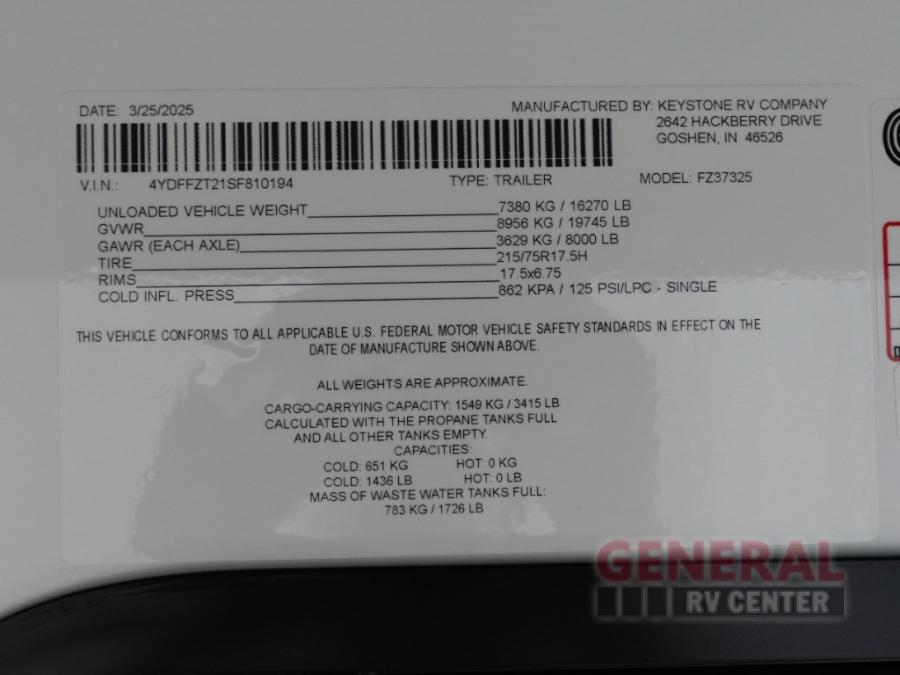 DATE: 3/25/2025
MANUFACTURED BY: KEYSTONE RV COMPANY
2642 HACKBERRY DRIVE
GOSHEN, IN 46526
V.I.N.: 4YDFFZT21SF810194 TYPE: TRAILER MODEL: FZ37325
UNLOADED VEHICLE WEIGHT 7380 KG / 16270 LB
GVWR 8956 KG / 19745 LB
GAWR (EACH AXLE) 3629 KG / 8000 LB
TIRE 215/75R17.5H
RIMS 17.5x6.75
COLD INFL. PRESS 862 KPA / 125 PSI/LPC - SINGLE
THIS VEHICLE CONFORMS TO ALL APPLICABLE U.S. FEDERAL MOTOR VEHICLE SAFETY STANDARDS IN EFFECT ON THE
DATE OF MANUFACTURE SHOWN ABOVE.
ALL WEIGHTS ARE APPROXIMATE.
CARGO-CARRYING CAPACITY: 1549 KG / 3415 LB
CALCULATED WITH THE PROPANE TANKS FULL
AND ALL OTHER TANKS EMPTY.
CAPACITIES:
COLD: 651 KG HOT: 0 KG
COLD: 1436 LB HOT: 0 LB
MASS OF WASTE WATER TANKS FULL:
783 KG / 1726 LB
GENERAL
RV CENTER